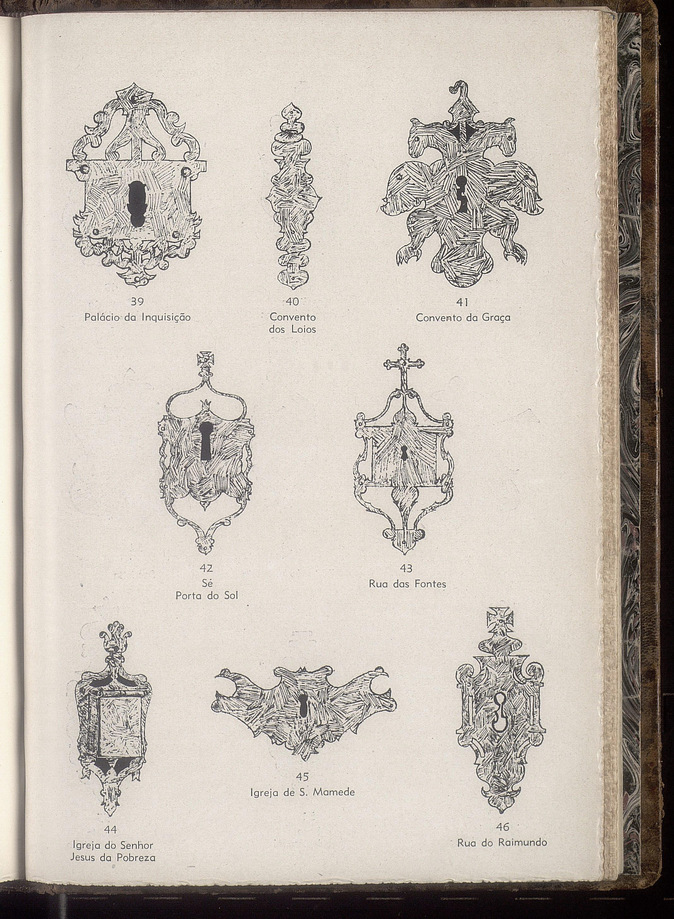 39
Palácio da Inquisição
40
Convento
dos Loios
41
Convento da Graça
42
Sé
Porta do Sol
43
Rua das Fontes
44
Igreja do Senhor
Jesus da Pobreza
45
Igreja de S. Mamede
46
Rua do Raimundo